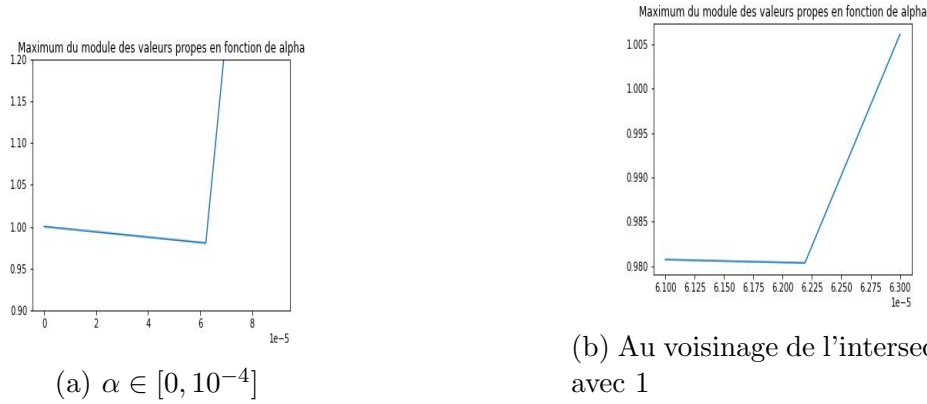 Maximum du module des valeurs propes en fonction de alpha
1.20
1.15
1.10
1.05
1.00
0.95
0.90
0 2 4 6 8
1e-5
(a) α ∈ [0, 10⁻⁴]
Maximum du module des valeurs propes en fonction de alpha
1.005
1.000
0.995
0.990
0.985
0.980
6.100 6.125 6.150 6.175 6.200 6.225 6.250 6.275 6.300
1e-5
(b) Au voisinage de l'intersec
avec 1